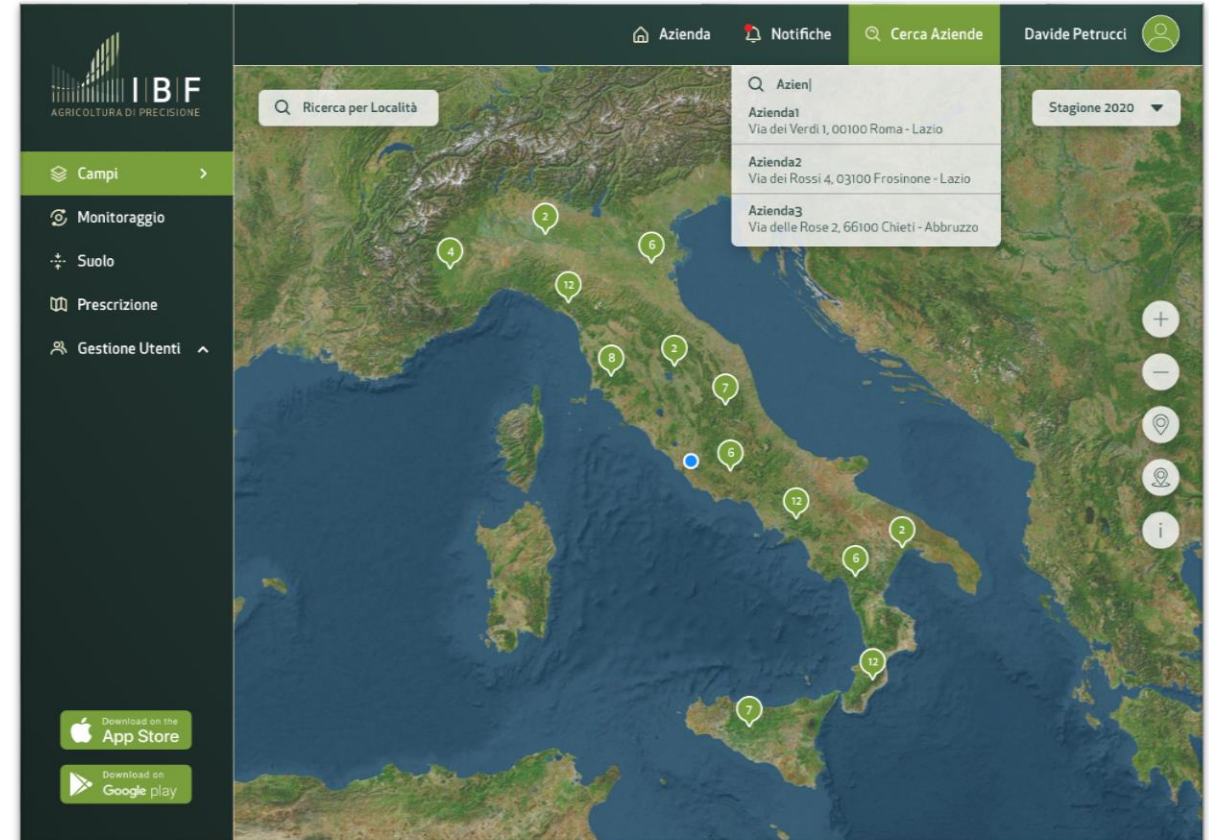 IBF
AGRICOLTURA DI PRECISIONE
Azienda
Notifiche
Cerca Aziende
Davide Petrucci
Campi
Monitoraggio
Suolo
Prescrizione
Gestione Utenti
Download on the
App Store
Download on
Google play
Ricerca per Località
Azien
Azienda1
Via dei Verdi 1, 00100 Roma - Lazio
Azienda2
Via dei Rossi 4, 03100 Frosinone - Lazio
Azienda3
Via delle Rose 2, 66100 Chieti - Abbruzzo
Stagione 2020
2
4
6
12
8
2
7
6
12
2
6
12
7
+
−
i